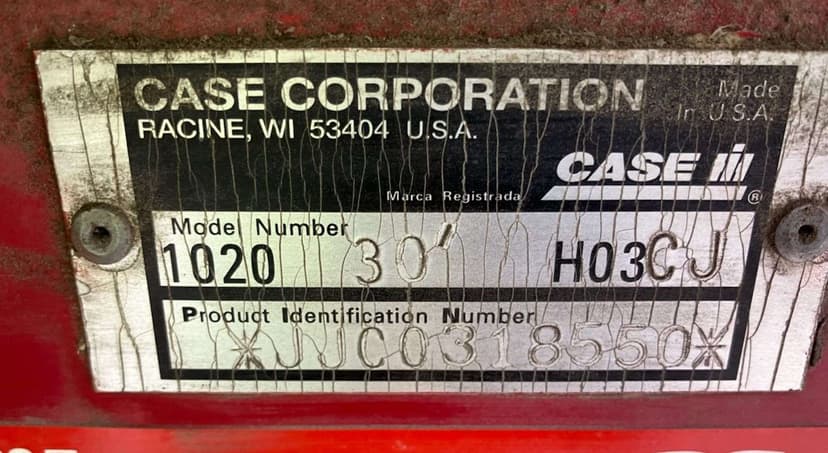 CASE CORPORATION
Made
In U.S.A.
RACINE, WI 53404 U.S.A.
CASE IH
Marca Registrada
®
Model Number
1020 30' H03CJ
Product Identification Number
*JJC0318550*